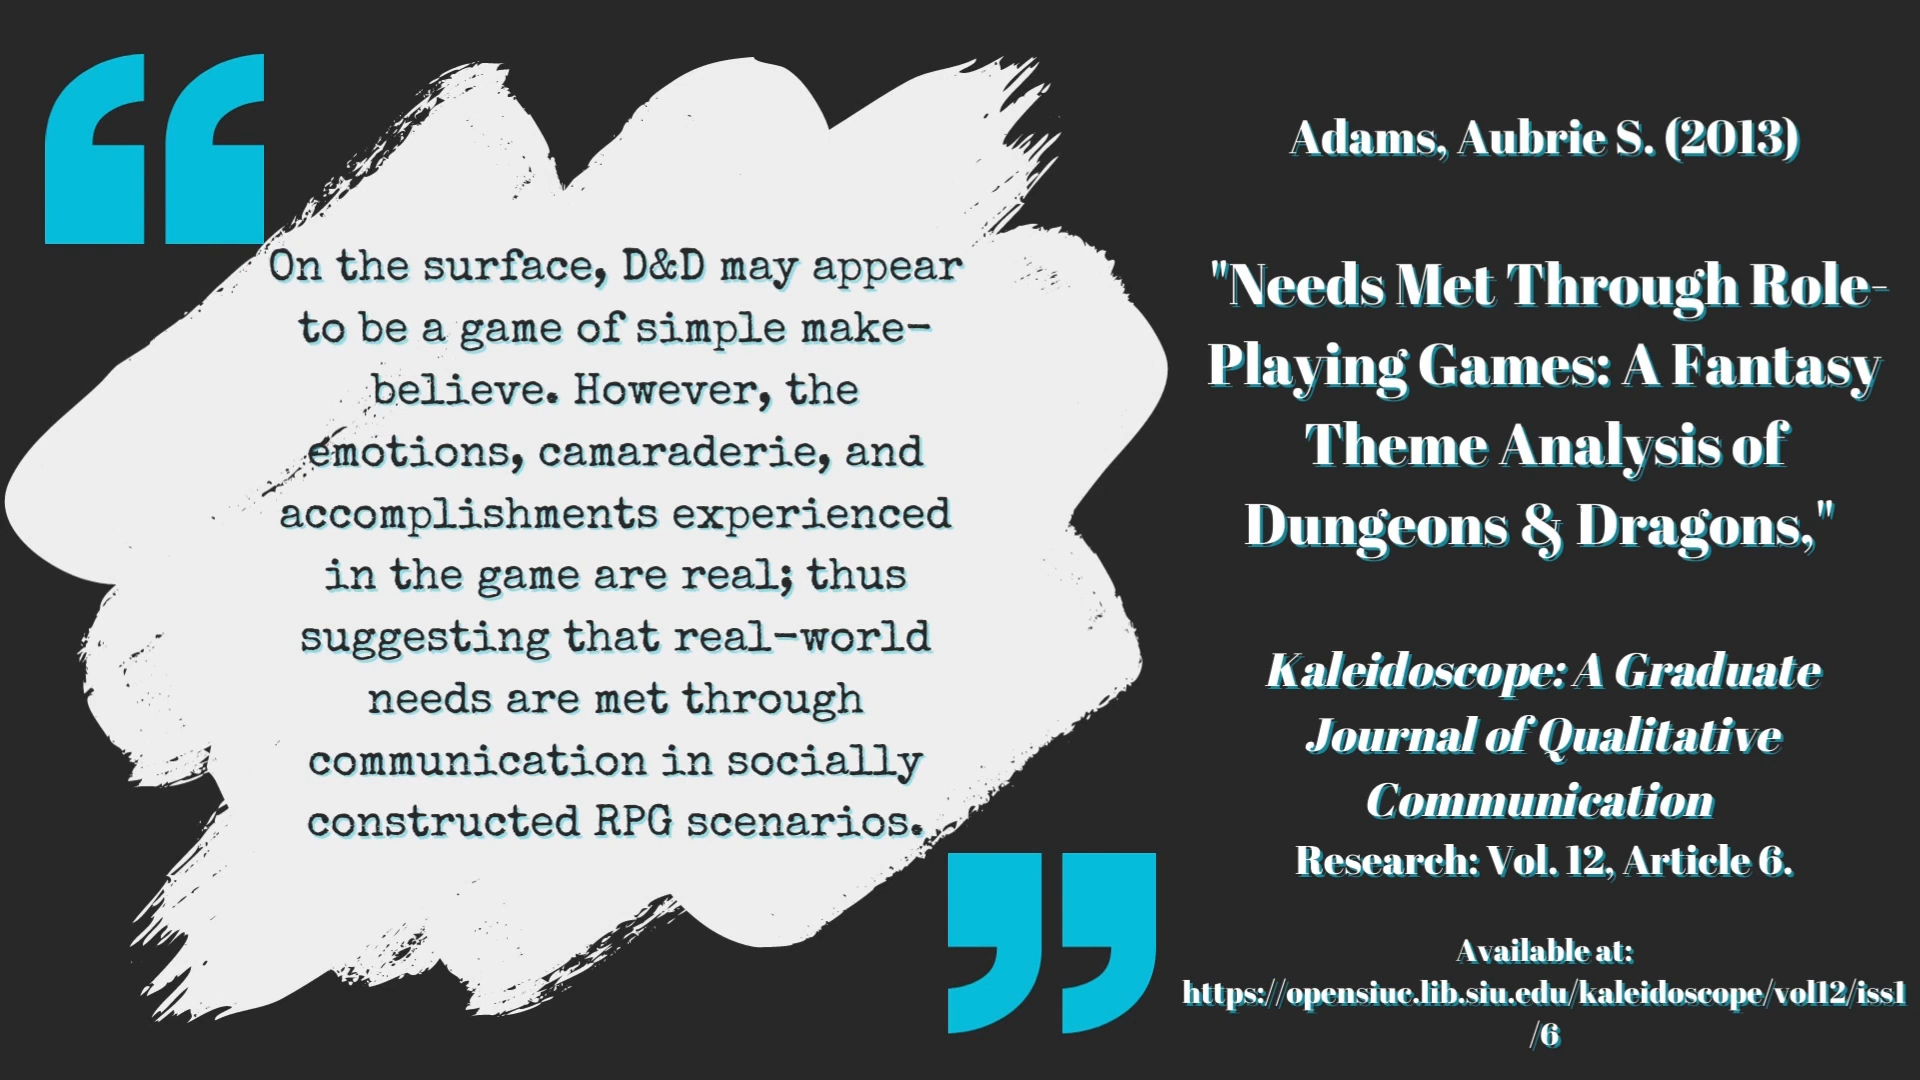 On the surface, D&D may appear
to be a game of simple make-
believe. However, the
emotions, camaraderie, and
accomplishments experienced
in the game are real; thus
suggesting that real-world
needs are met through
communication in socially
constructed RPG scenarios.
Adams, Aubrie S. (2013)
"Needs Met Through Role-
Playing Games: A Fantasy
Theme Analysis of
Dungeons & Dragons,"
Kaleidoscope: A Graduate
Journal of Qualitative
Communication
Research: Vol. 12, Article 6.
Available at:
https://opensiuc.lib.siu.edu/kaleidoscope/vol12/iss1
/6